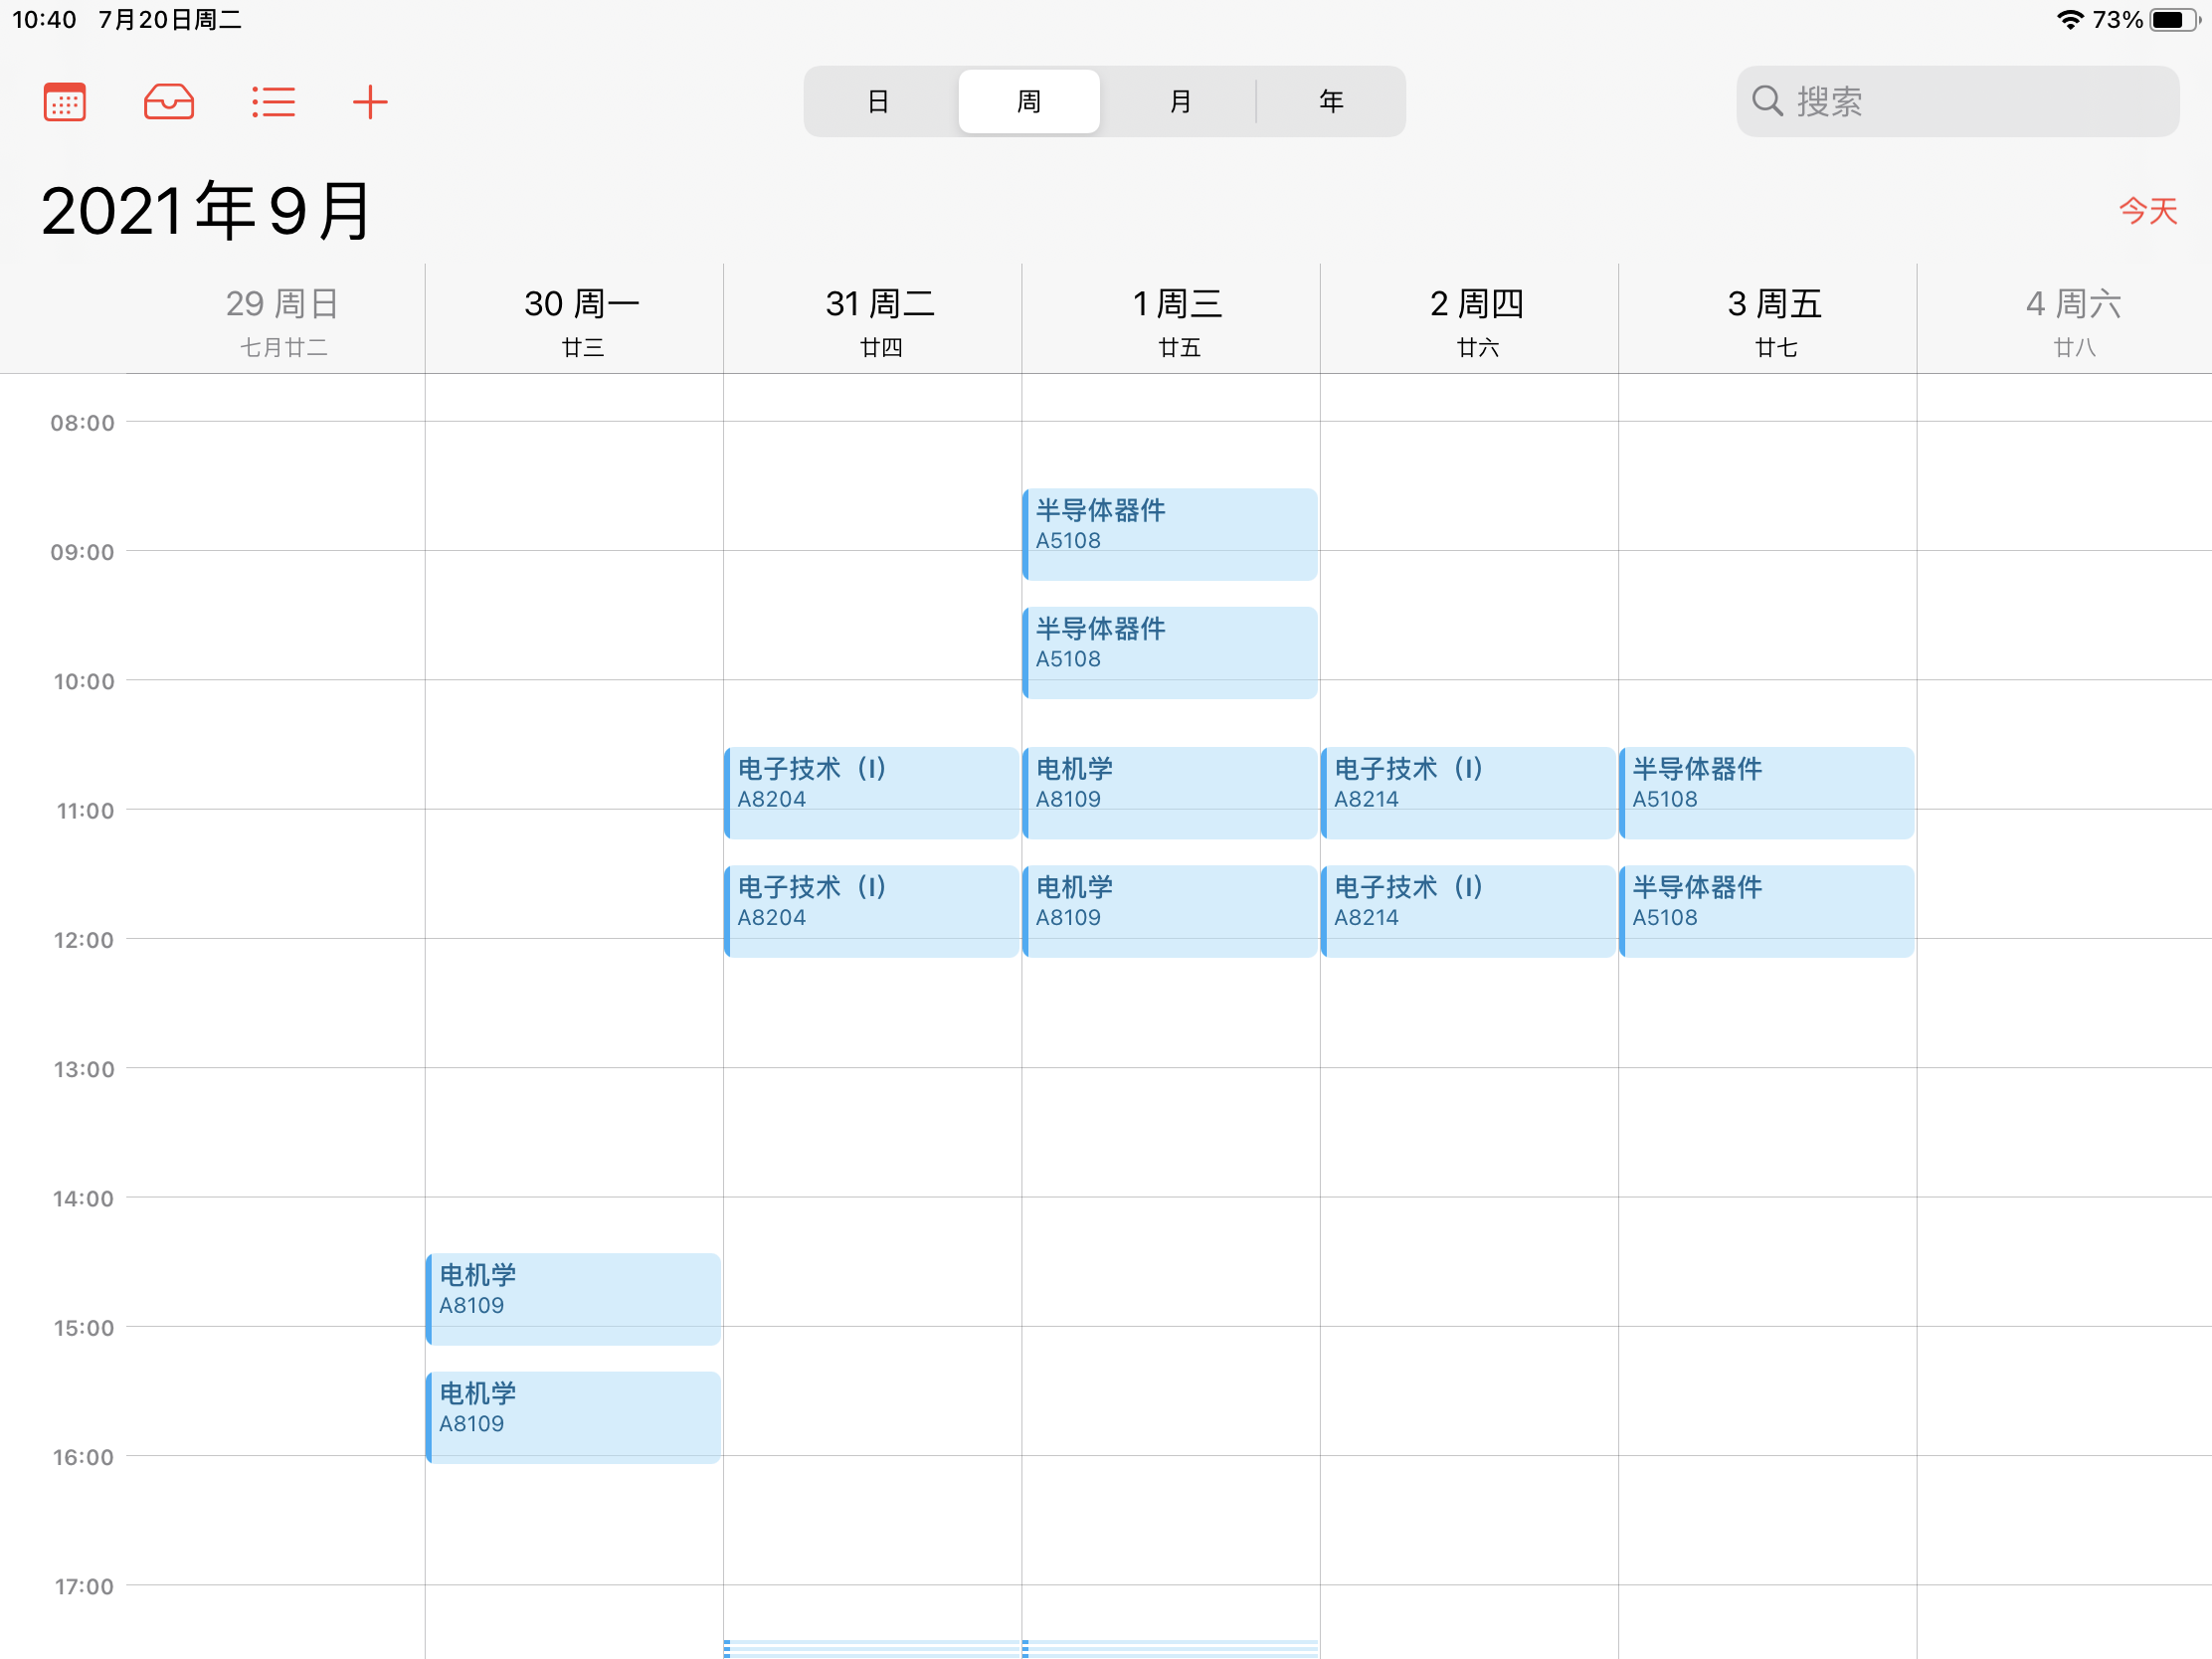 10:40 7月20日周二 73%
日 周 月 年 搜索
2021年9月 今天
29 周日 30 周一 31 周二 1 周三 2 周四 3 周五 4 周六
七月廿二 廿三 廿四 廿五 廿六 廿七 廿八
08:00
半导体器件
A5108
09:00
半导体器件
A5108
10:00
电子技术（I） 电机学 电子技术（I） 半导体器件
A8204 A8109 A8214 A5108
11:00
电子技术（I） 电机学 电子技术（I） 半导体器件
A8204 A8109 A8214 A5108
12:00
13:00
14:00
电机学
A8109
15:00
电机学
A8109
16:00
17:00